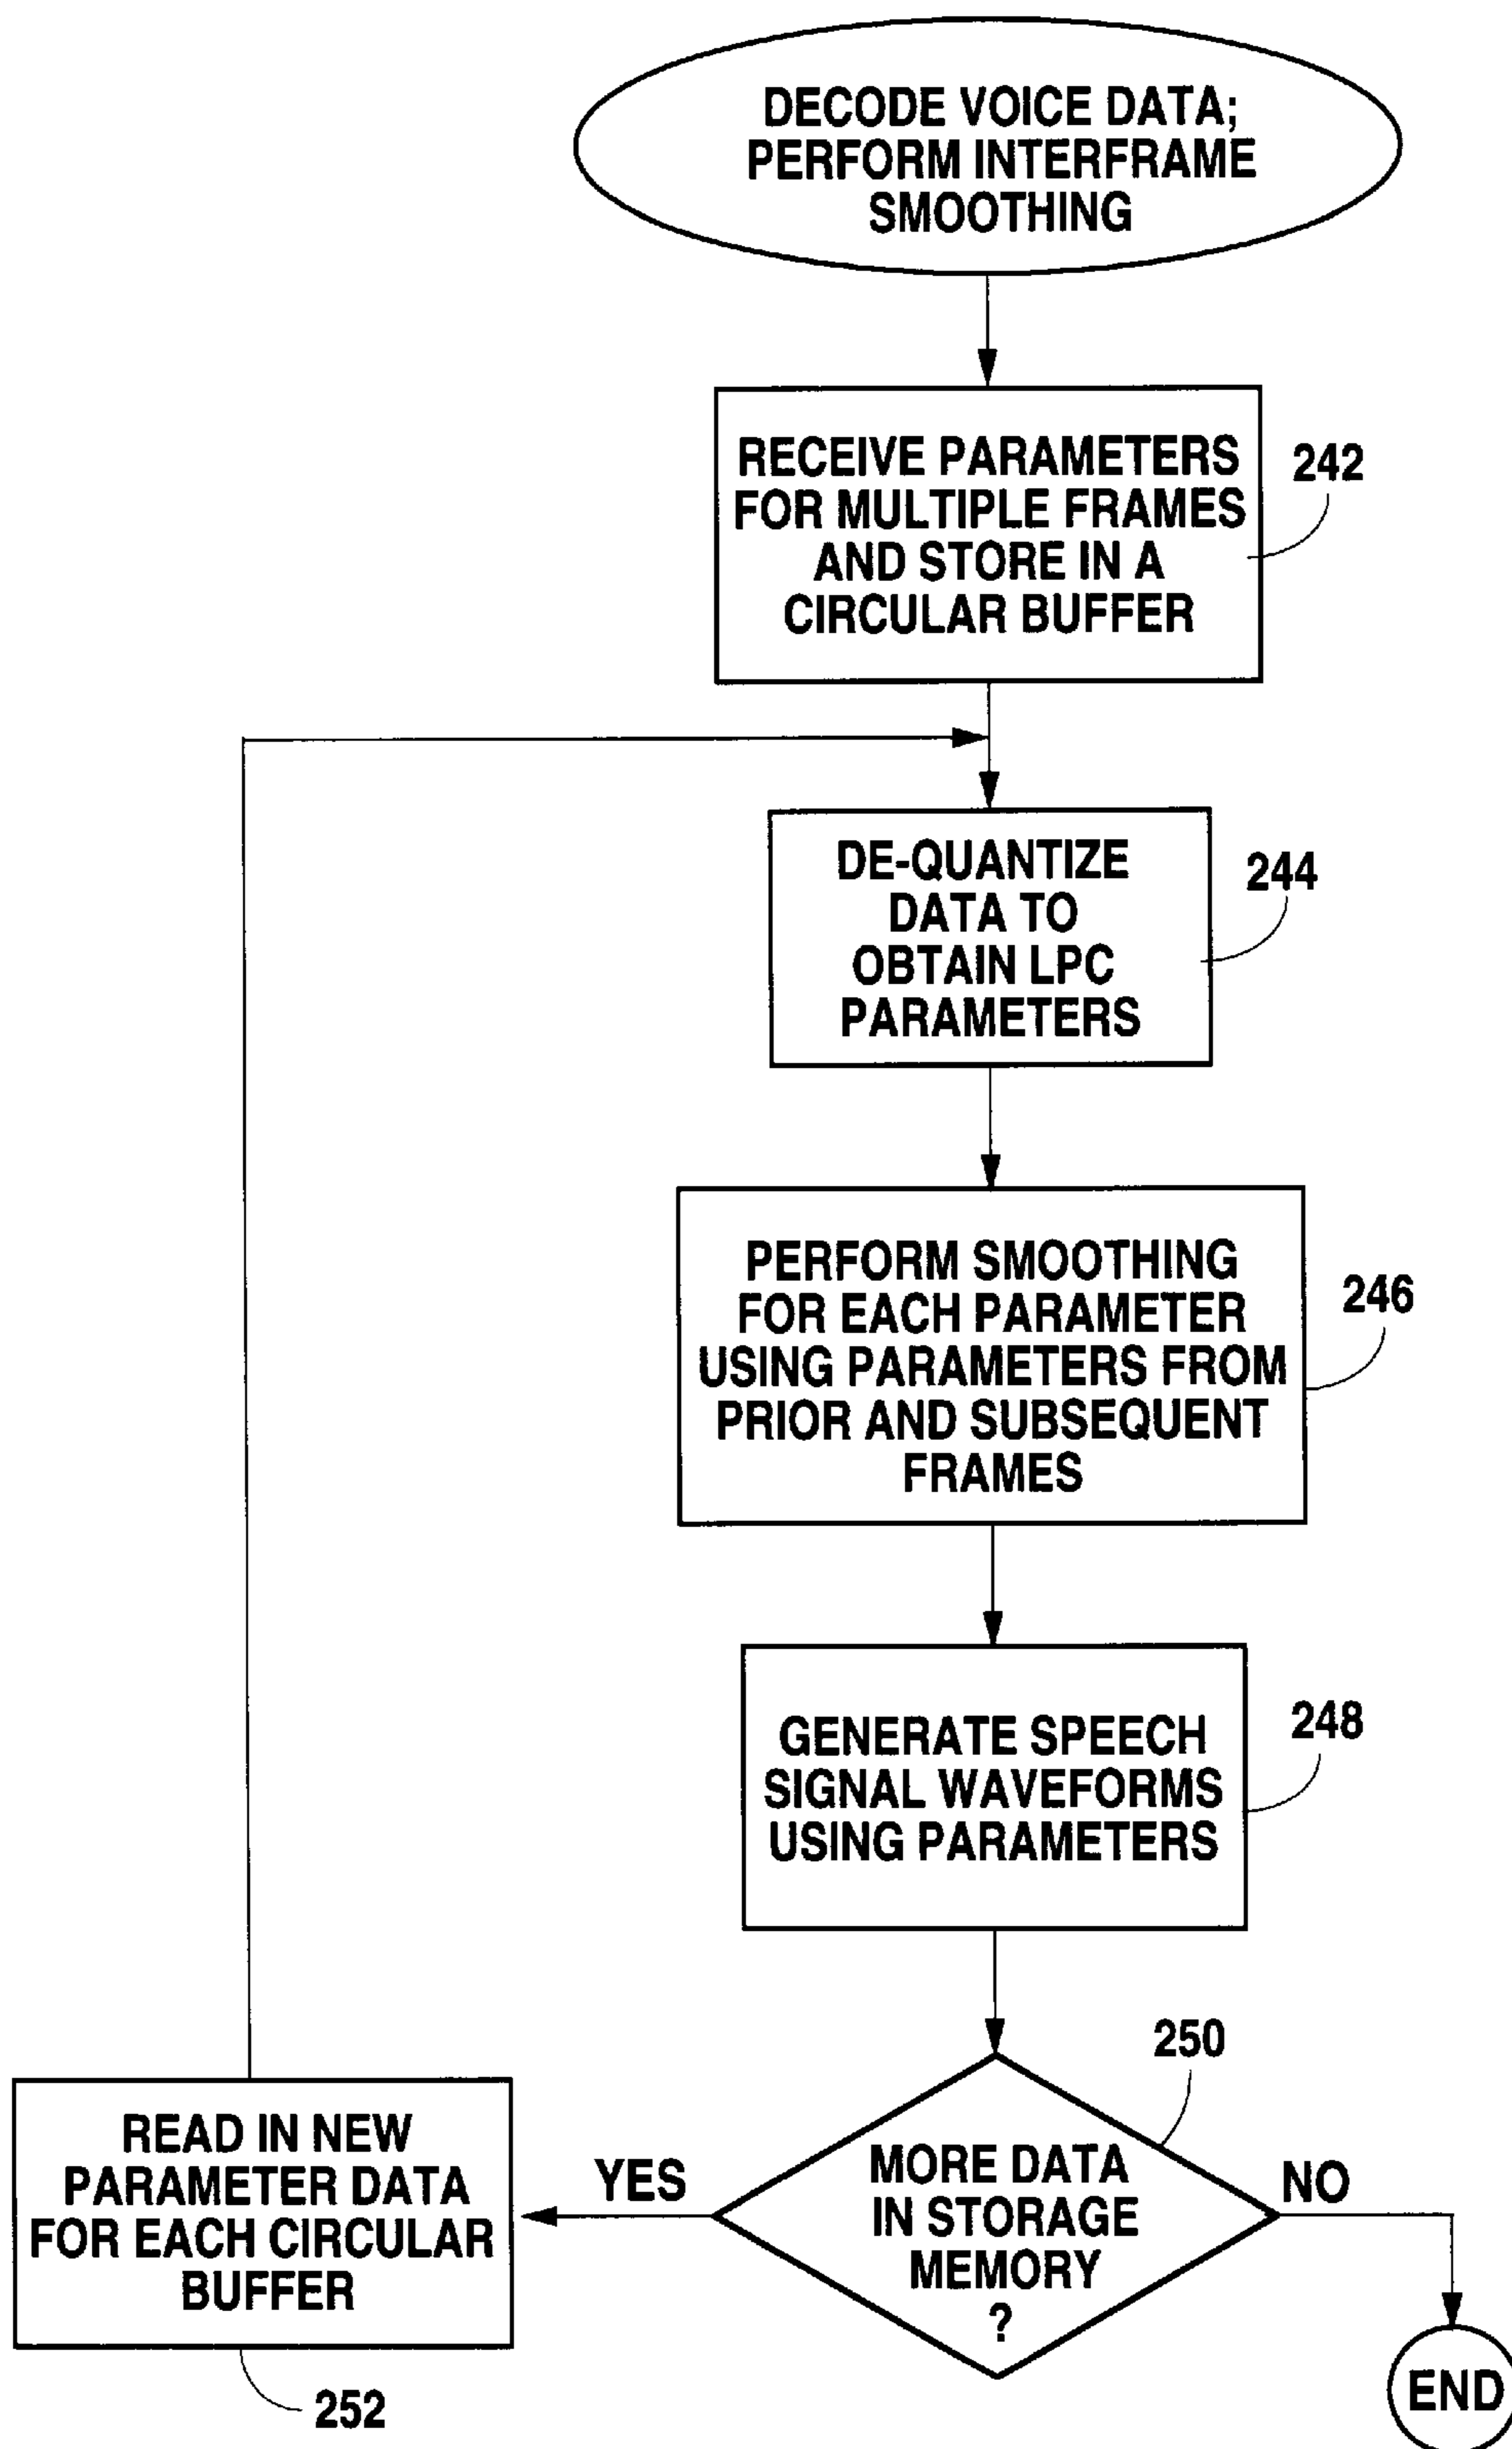 DECODE VOICE DATA;
PERFORM INTERFRAME
SMOOTHING
RECEIVE PARAMETERS
FOR MULTIPLE FRAMES
AND STORE IN A
CIRCULAR BUFFER
242
DE-QUANTIZE
DATA TO
OBTAIN LPC
PARAMETERS
244
PERFORM SMOOTHING
FOR EACH PARAMETER
USING PARAMETERS FROM
PRIOR AND SUBSEQUENT
FRAMES
246
GENERATE SPEECH
SIGNAL WAVEFORMS
USING PARAMETERS
248
250
MORE DATA
IN STORAGE
MEMORY
?
YES
NO
READ IN NEW
PARAMETER DATA
FOR EACH CIRCULAR
BUFFER
252
END